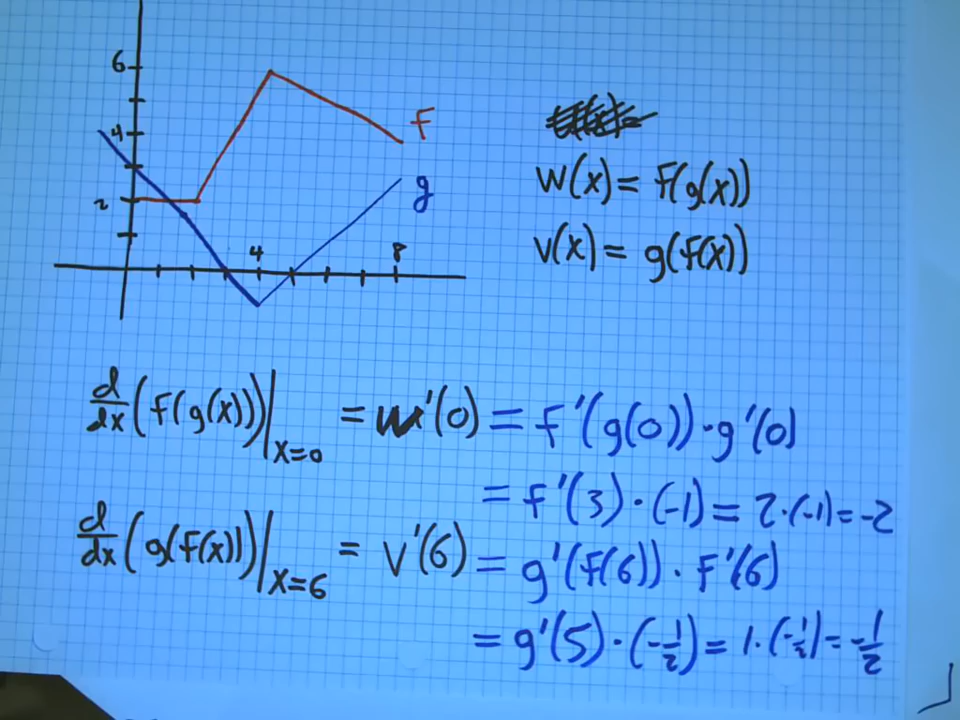 6
4
2
4
8
f
g
w(x) = f(g(x))
v(x) = g(f(x))
d/dx (f(g(x)))|x=0 = w'(0) = f'(g(0)) · g'(0)
= f'(3) · (-1) = 2 · (-1) = -2
d/dx (g(f(x)))|x=6 = v'(6) = g'(f(6)) · f'(6)
= g'(5) · (-1/2) = 1 · (-1/2) = -1/2